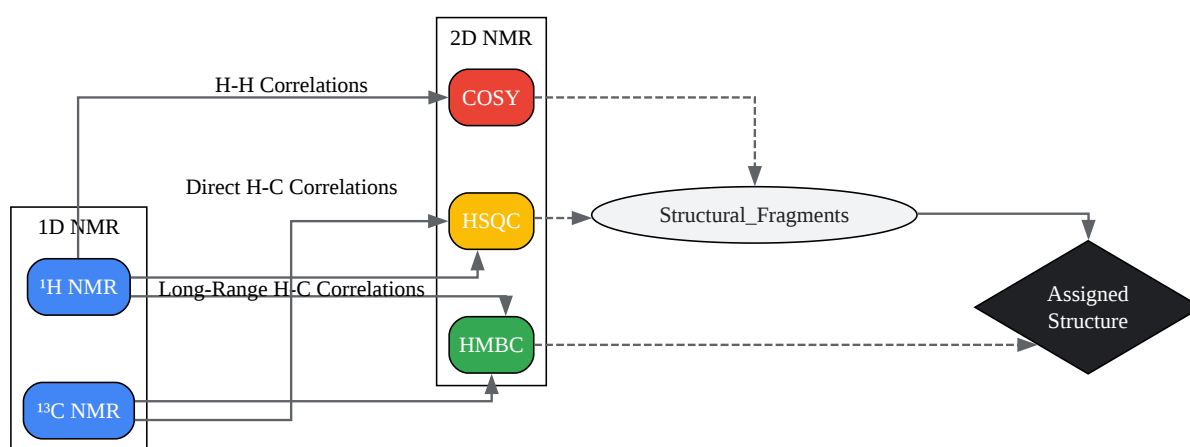 2D NMR
H-H Correlations
COSY
Direct H-C Correlations
HSQC
Structural_Fragments
1D NMR
¹H NMR
Long-Range H-C Correlations
Assigned
Structure
HMBC
¹³C NMR